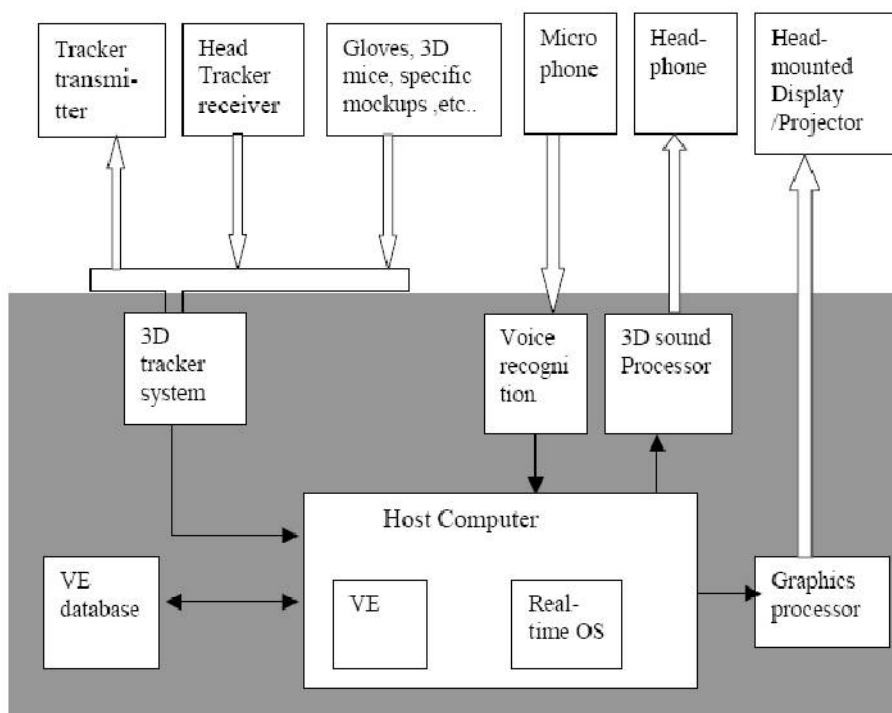 Tracker
transmi-
tter
Head
Tracker
receiver
Gloves, 3D
mice, specific
mockups ,etc..
Micro
phone
Head-
phone
Head-
mounted
Display
/Projector
3D
tracker
system
Voice
recogni
tion
3D sound
Processor
Host Computer
VE
database
VE
Real-
time OS
Graphics
processor